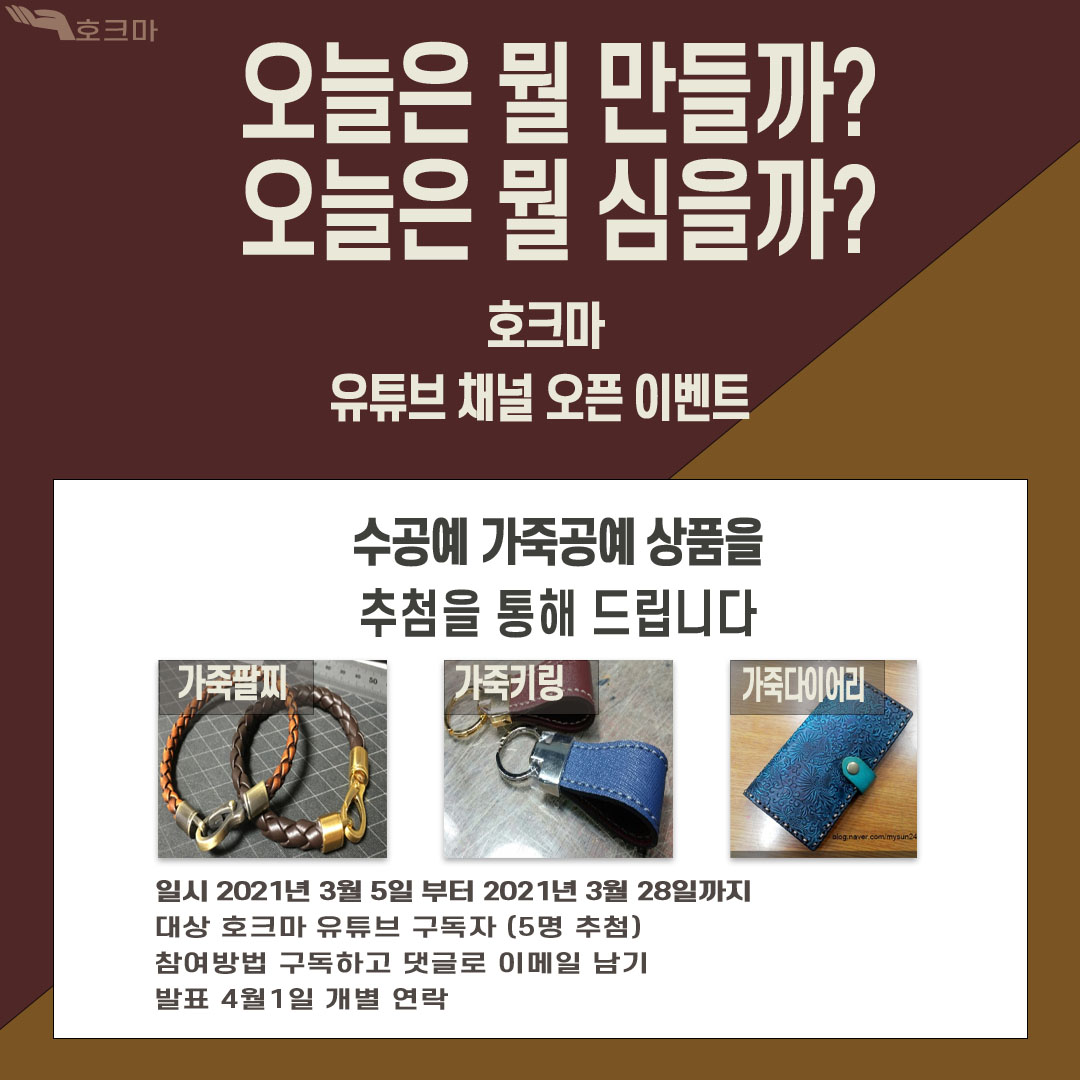 호크마
오늘은 뭘 만들까?
오늘은 뭘 심을까?
호크마
유튜브 채널 오픈 이벤트
수공예 가죽공예 상품을
추첨을 통해 드립니다
가죽팔찌
가죽키링
가죽다이어리
50
blog.naver.com/mysun24
일시 2021년 3월 5일 부터 2021년 3월 28일까지
대상 호크마 유튜브 구독자 (5명 추첨)
참여방법 구독하고 댓글로 이메일 남기
발표 4월1일 개별 연락